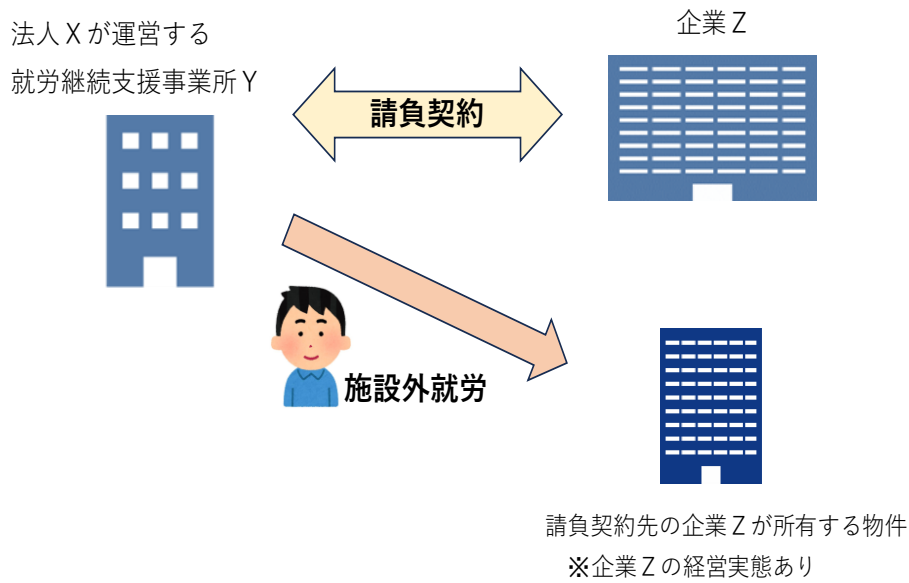 法人Xが運営する
就労継続支援事業所Y
企業Z
請負契約
施設外就労
請負契約先の企業Zが所有する物件
※企業Zの経営実態あり